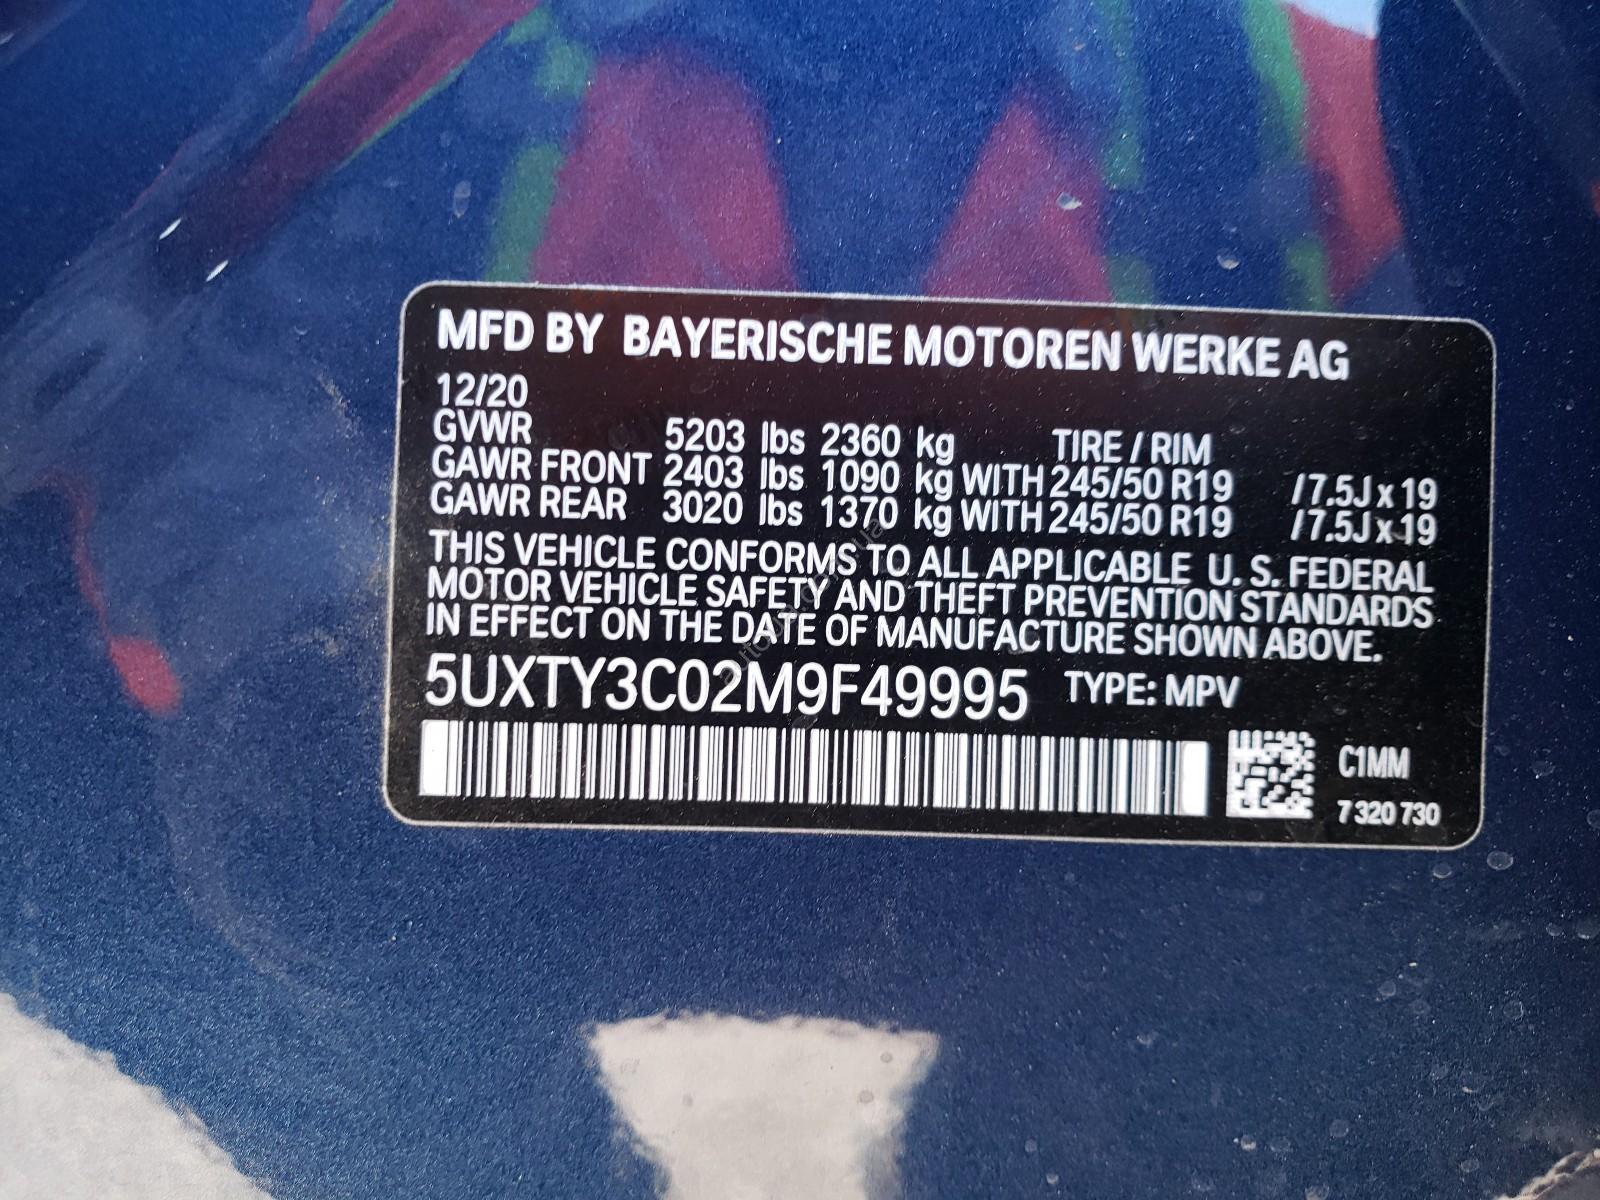 MFD BY BAYERISCHE MOTOREN WERKE AG
12/20
GVWR 5203 lbs 2360 kg TIRE / RIM
GAWR FRONT 2403 lbs 1090 kg WITH 245/50 R19 / 7.5J x 19
GAWR REAR 3020 lbs 1370 kg WITH 245/50 R19 / 7.5J x 19
THIS VEHICLE CONFORMS TO ALL APPLICABLE U. S. FEDERAL
MOTOR VEHICLE SAFETY AND THEFT PREVENTION STANDARDS
IN EFFECT ON THE DATE OF MANUFACTURE SHOWN ABOVE.
5UXTY3C02M9F49995 TYPE: MPV
C1MM
7 320 730